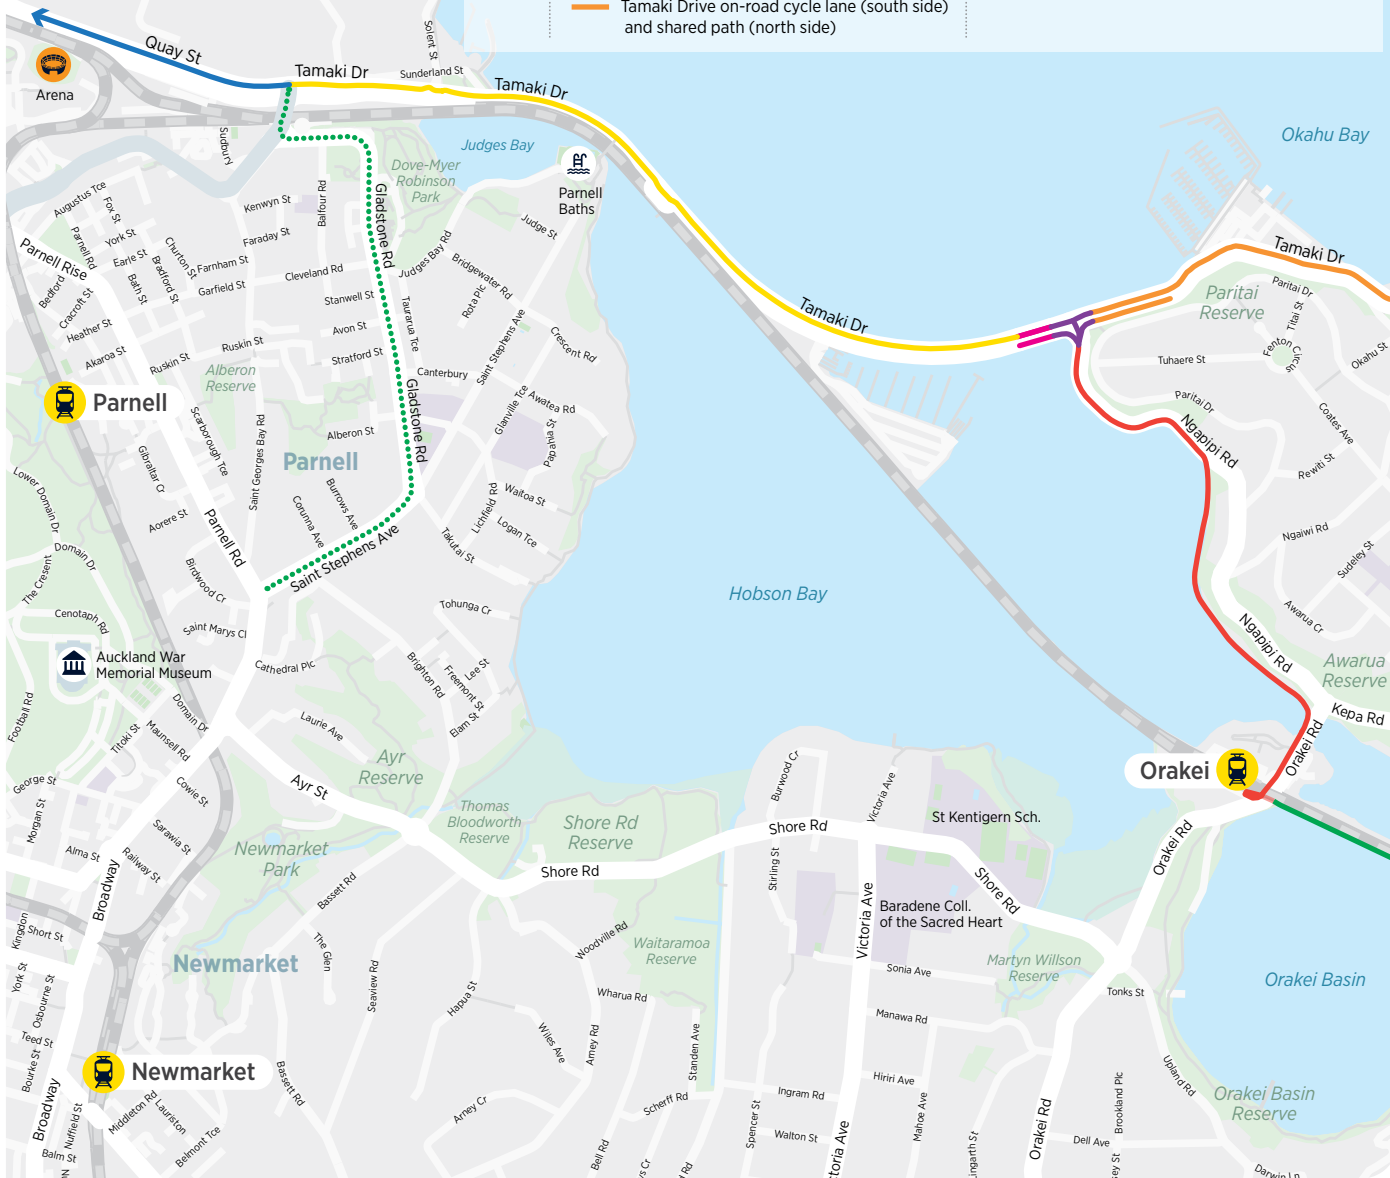 Tamaki Drive on-road cycle lane (south side)
and shared path (north side)
Quay St
Arena
Solent St
Tamaki Dr
Sunderland St
Tamaki Dr
Okahu Bay
Sudbury
Judges Bay
Dove-Myer
Robinson
Park
Parnell
Baths
Augustus Tce
Fox St
Kenwyn St
Balfour Rd
Gladstone Rd
Judge St
Parnell Rise
Parnell Rd
York St
Earle St
Churton St
Faraday St
Farnham St
Cleveland Rd
Judges Bay Rd
Bridgewater Rd
Tamaki Dr
Bedford
Cracroft St
Bath St
Bradford St
Garfield St
Stanwell St
Taurarua Tce
Rota Plc
Paritai Dr
Paritai
Reserve
Titai St
Heather St
Avon St
Saint Stephens Ave
Crescent Rd
Tamaki Dr
Akaroa St
Ruskin St
Ruskin St
Stratford St
Fenton Circus
Okahu St
Tuhaere St
Alberon
Reserve
Canterbury
Parnell
Gladstone Rd
Glanville Tce
Awatea Rd
Paritai Dr
Coates Ave
Scarborough Tce
Saint Georges Bay Rd
Alberon St
Papahia St
Ngapipi Rd
Gibraltar Cr
Parnell
Rewiti St
Lower Domain Dr
Burrows Ave
Corunna Ave
Lichfield Rd
Waitoa St
Aorere St
Parnell Rd
Logan Tce
Takutai St
Ngaiwi Rd
Sudeley St
Domain Dr
Saint Stephens Ave
The Cresent
Birdwood Cr
Hobson Bay
Cenotaph Rd
Tohunga Cr
Awarua Cr
Saint Marys Cl
Ngapipi Rd
Auckland War
Memorial Museum
Cathedral Plc
Brighton Rd
Lee St
Freemont St
Awarua
Reserve
Football Rd
Domain Dr
Elam St
Kepa Rd
Titoki St
Maunsell Rd
Laurie Ave
Orakei Rd
Ayr
Reserve
Burwood Cr
Orakei
George St
Cowie St
Ayr St
Victoria Ave
Morgan St
Thomas
Bloodworth
Reserve
Shore Rd
Reserve
Shore Rd
St Kentigern Sch.
Sarawia St
Alma St
Railway St
Newmarket
Park
Orakei Rd
Broadway
Bassett Rd
Shore Rd
Stirling St
Shore Rd
Victoria Ave
Baradene Coll.
of the Sacred Heart
Kingdon
Short St
The Glen
Woodville Rd
Waitaramoa
Reserve
Newmarket
Seaview Rd
Martyn Willson
Reserve
Sonia Ave
York St
Osbourne St
Hapua St
Wharua Rd
Tonks St
Orakei Basin
Manawa Rd
Teed St
Wiles Ave
Arney Rd
Standen Ave
Bourke St
Newmarket
Bassett Rd
Hiriri Ave
Upland Rd
Ingram Rd
Orakei Basin
Reserve
Broadway
Nuffield St
Middleton Rd
Lauriston
Belmont Tce
Arney Cr
Scherff Rd
Spencer St
Walton St
Mahoe Ave
Orakei Rd
Brookland Plc
Dell Ave
Balm St
Bell Rd
s Cr
d Rd
toria Ave
ingarth St
sey St
Darwin Ln